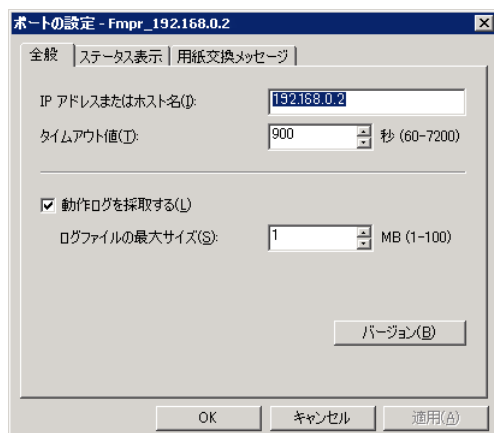 ポートの設定 - Fmpr_192.168.0.2
全般 ステータス表示 用紙交換メッセージ
IP アドレスまたはホスト名(I): 192.168.0.2
タイムアウト値(T): 900 秒 (60-7200)
動作ログを採取する(L)
ログファイルの最大サイズ(S): 1 MB (1-100)
バージョン(B)
OK キャンセル 適用(A)